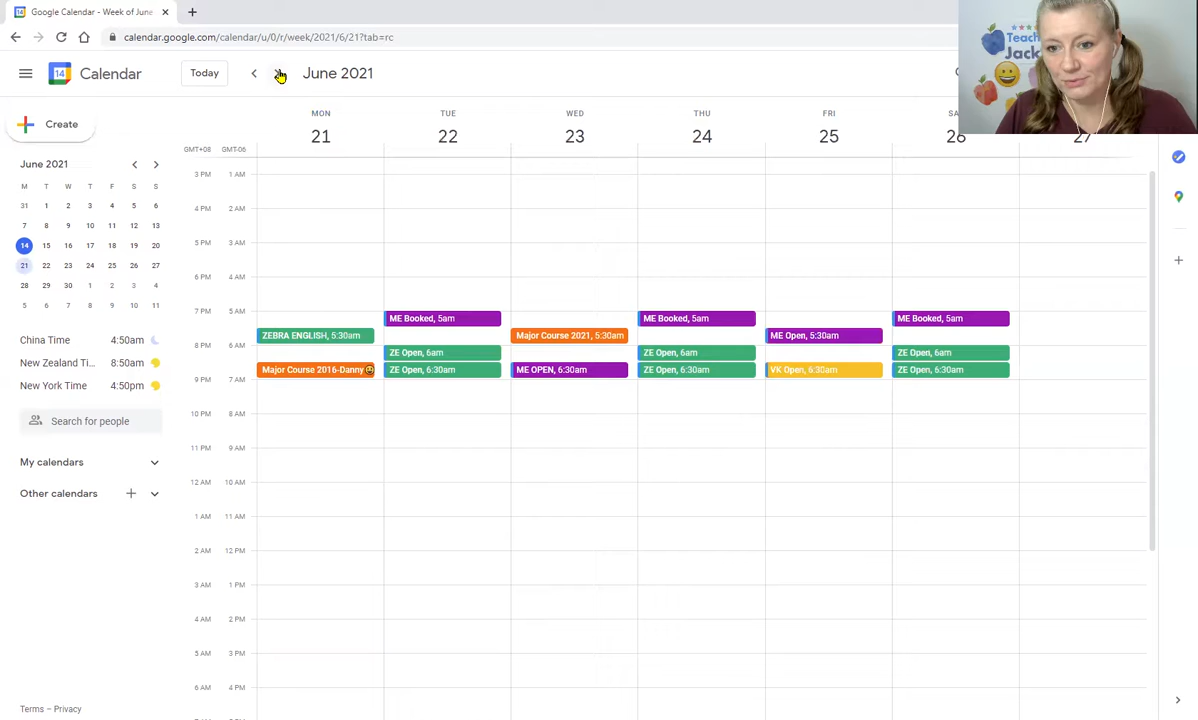 Google Calendar - Week of June
calendar.google.com/calendar/u/0/r/week/2021/6/21?tab=rc
14 Calendar
Today
June 2021
Create
June 2021
M T W T F S S
31 1 2 3 4 5 6
7 8 9 10 11 12 13
14 15 16 17 18 19 20
21 22 23 24 25 26 27
28 29 30 1 2 3 4
5 6 7 8 9 10 11
China Time 4:50am
New Zealand Ti... 8:50am
New York Time 4:50pm
Search for people
My calendars
Other calendars
Terms – Privacy
MON TUE WED THU FRI
21 22 23 24 25 26 27
GMT+08 GMT-06
3 PM 1 AM
4 PM 2 AM
5 PM 3 AM
6 PM 4 AM
7 PM 5 AM
8 PM 6 AM
9 PM 7 AM
10 PM 8 AM
11 PM 9 AM
12 AM 10 AM
1 AM 11 AM
2 AM 12 PM
3 AM 1 PM
4 AM 2 PM
5 AM 3 PM
6 AM 4 PM
ZEBRA ENGLISH, 5:30am
Major Course 2016-Danny😀
ME Booked, 5am
ZE Open, 6am
ZE Open, 6:30am
Major Course 2021, 5:30am
ME OPEN, 6:30am
ME Booked, 5am
ZE Open, 6am
ZE Open, 6:30am
ME Open, 5:30am
VK Open, 6:30am
ME Booked, 5am
ZE Open, 6am
ZE Open, 6:30am